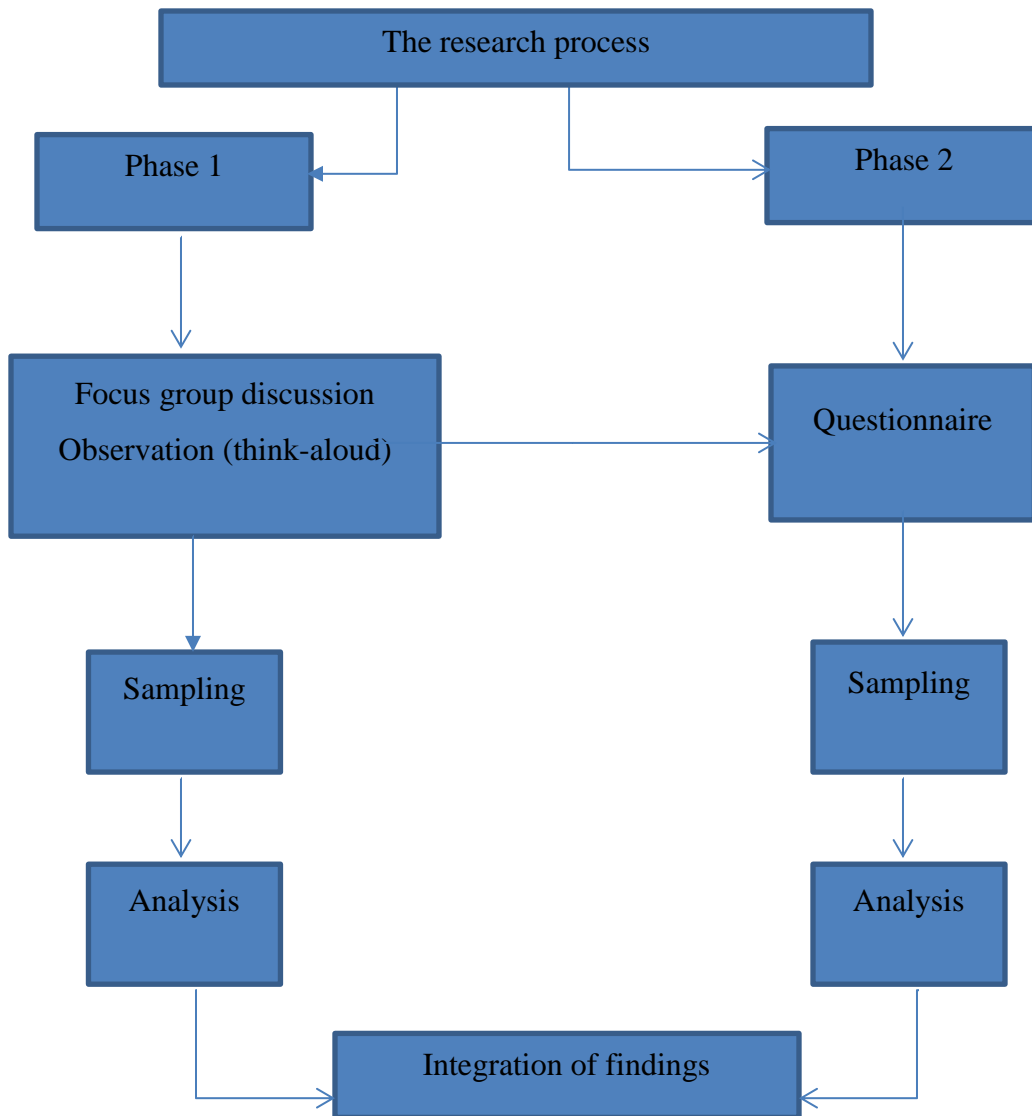 The research process
Phase 1
Phase 2
Focus group discussion
Observation (think-aloud)
Questionnaire
Sampling
Sampling
Analysis
Analysis
Integration of findings